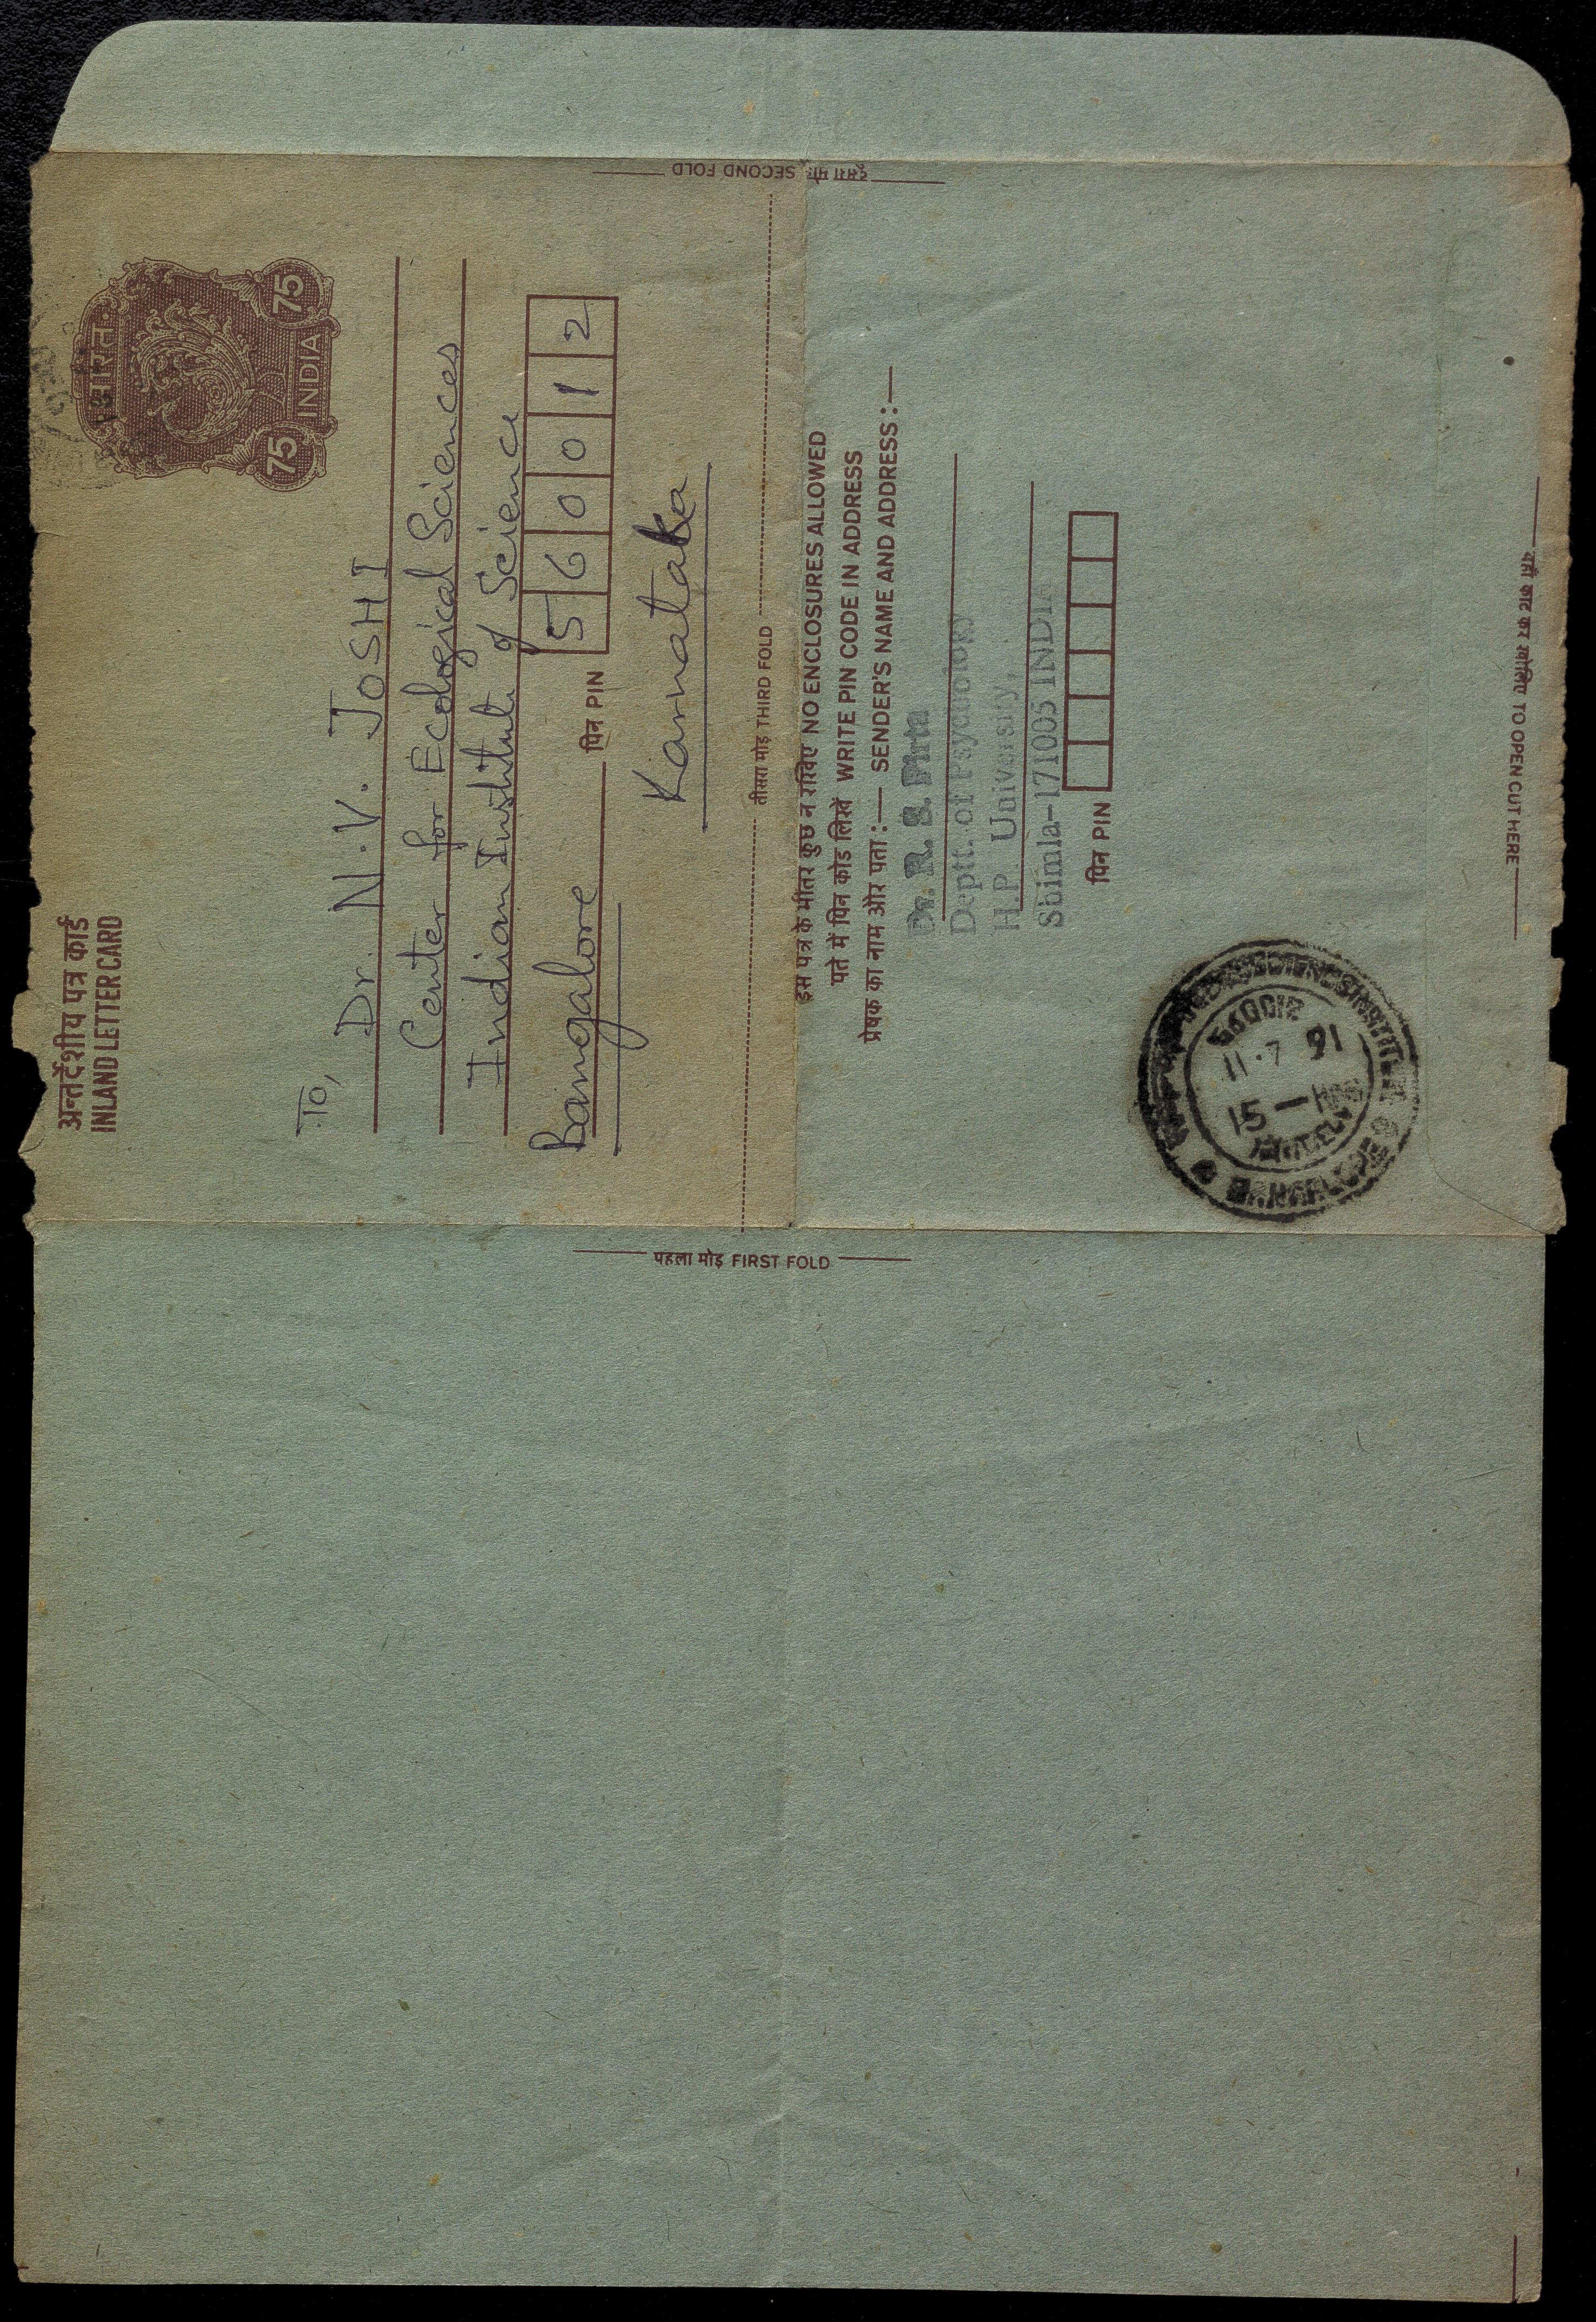 अन्तर्देशीय पत्र कार्ड
INLAND LETTER CARD
भारत
75 INDIA 75
To,
Dr. N. V. JOSHI
Center for Ecological Sciences
Indian Institute of Science
Bangalore पिन PIN 560012
Karnataka
दूसरा मोड़ SECOND FOLD
तीसरा मोड़ THIRD FOLD
इस पत्र के भीतर कुछ न रखिए NO ENCLOSURES ALLOWED
पते में पिन कोड लिखें WRITE PIN CODE IN ADDRESS
प्रेषक का नाम और पता :— SENDER'S NAME AND ADDRESS :—
Dr. R. S. Pirta
Deptt. of Psychology
H.P. University,
Shimla-171005 INDIA
पिन PIN
560012
11.7 91
15
यहाँ काट कर खोलिए TO OPEN CUT HERE
पहला मोड़ FIRST FOLD